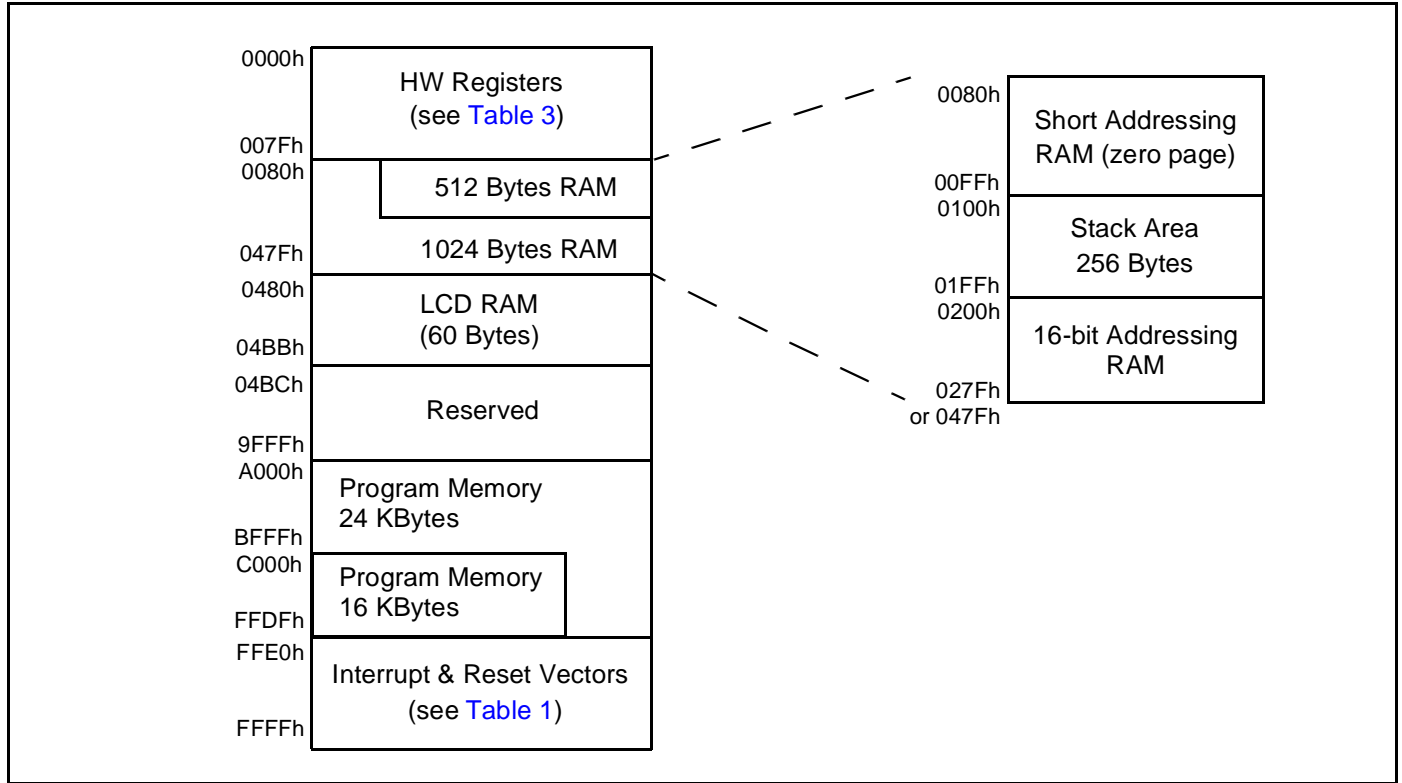 0000h
HW Registers
(see Table 3)
007Fh
0080h
512 Bytes RAM
1024 Bytes RAM
047Fh
0480h
LCD RAM
(60 Bytes)
04BBh
04BCh
Reserved
9FFFh
A000h
Program Memory
24 KBytes
BFFFh
C000h
Program Memory
16 KBytes
FFDFh
FFE0h
Interrupt & Reset Vectors
(see Table 1)
FFFFh
0080h
Short Addressing
RAM (zero page)
00FFh
0100h
Stack Area
256 Bytes
01FFh
0200h
16-bit Addressing
RAM
027Fh
or 047Fh